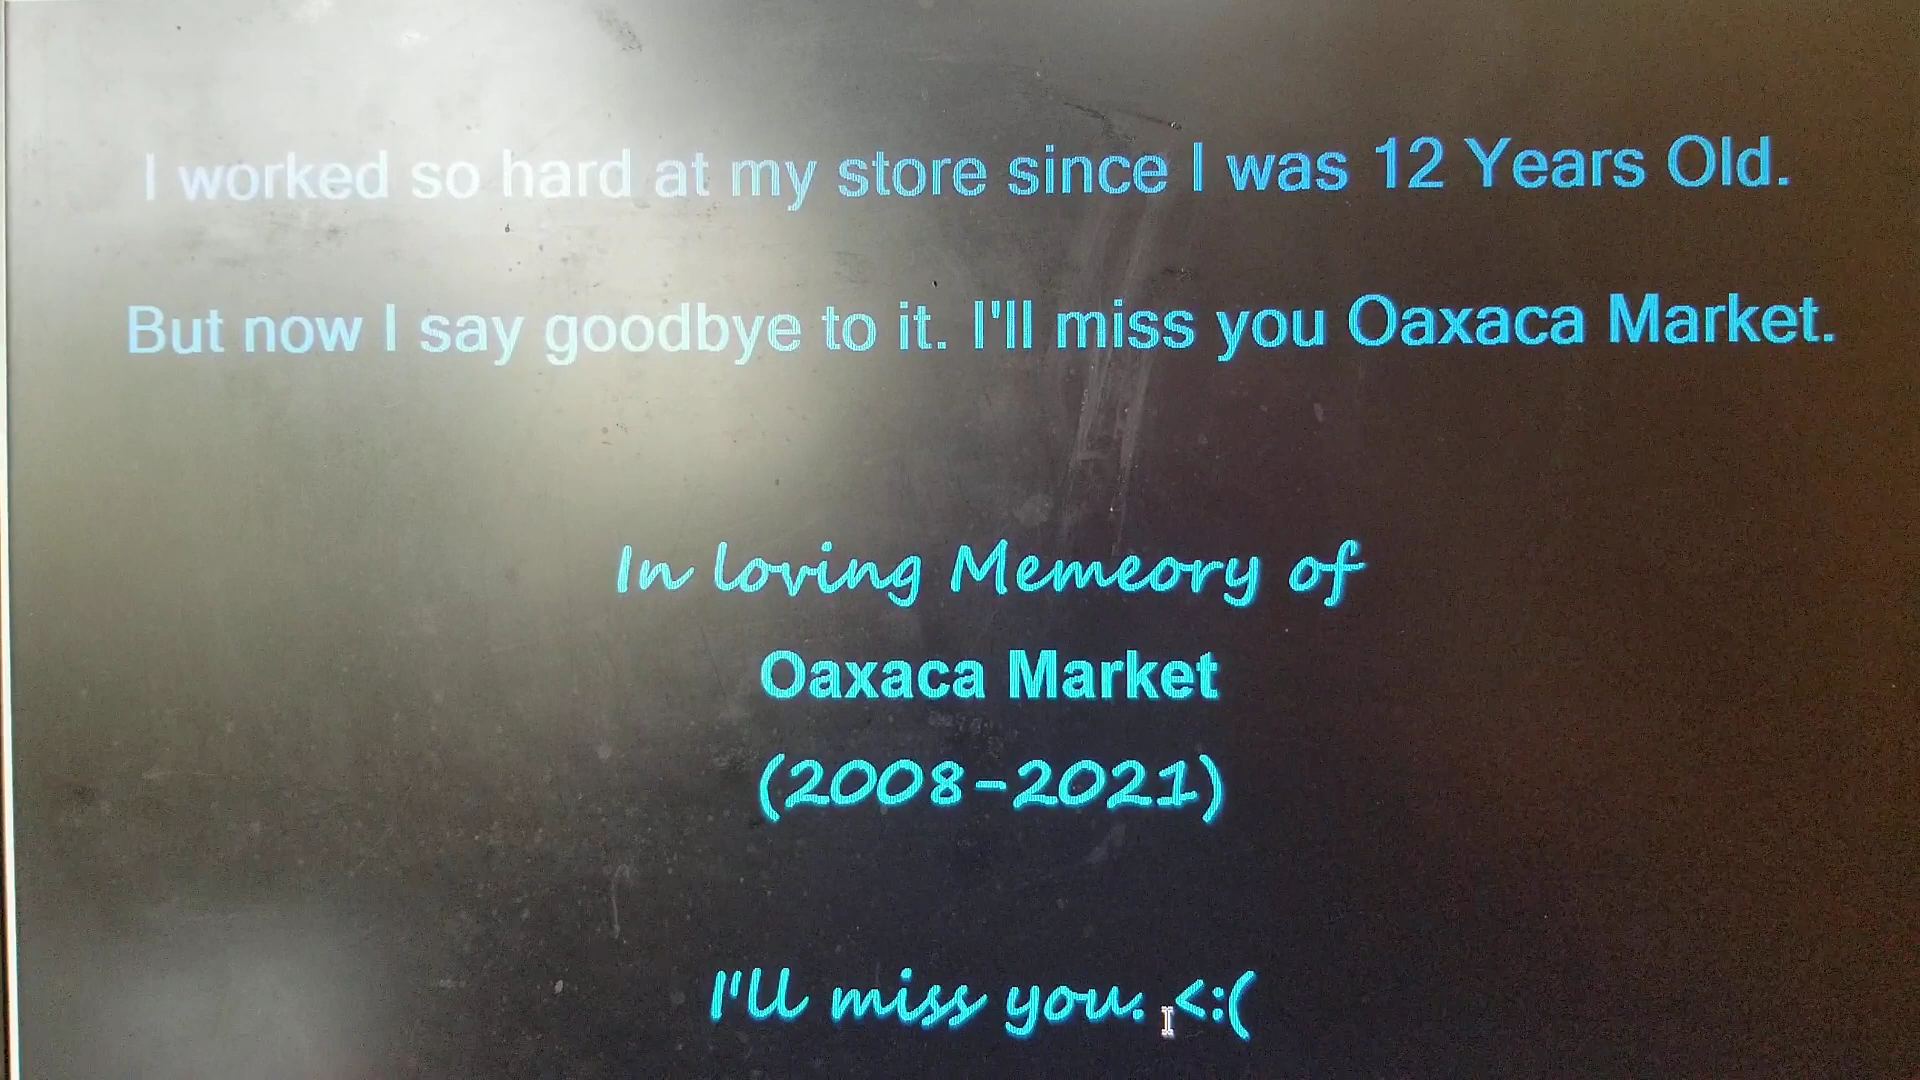 I worked so hard at my store since I was 12 Years Old.
But now I say goodbye to it. I'll miss you Oaxaca Market.
In loving Memeory of
Oaxaca Market
(2008-2021)
I'll miss you. <:(